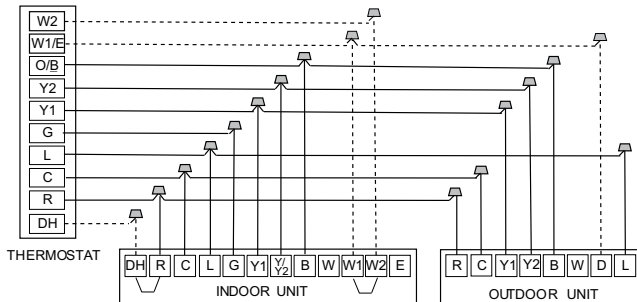 W2
W1/E
O/B
Y2
Y1
G
L
C
R
DH
THERMOSTAT
DH R C L G Y1 Y/Y2 B W W1 W2 E
INDOOR UNIT
R C Y1 Y2 B W D L
OUTDOOR UNIT